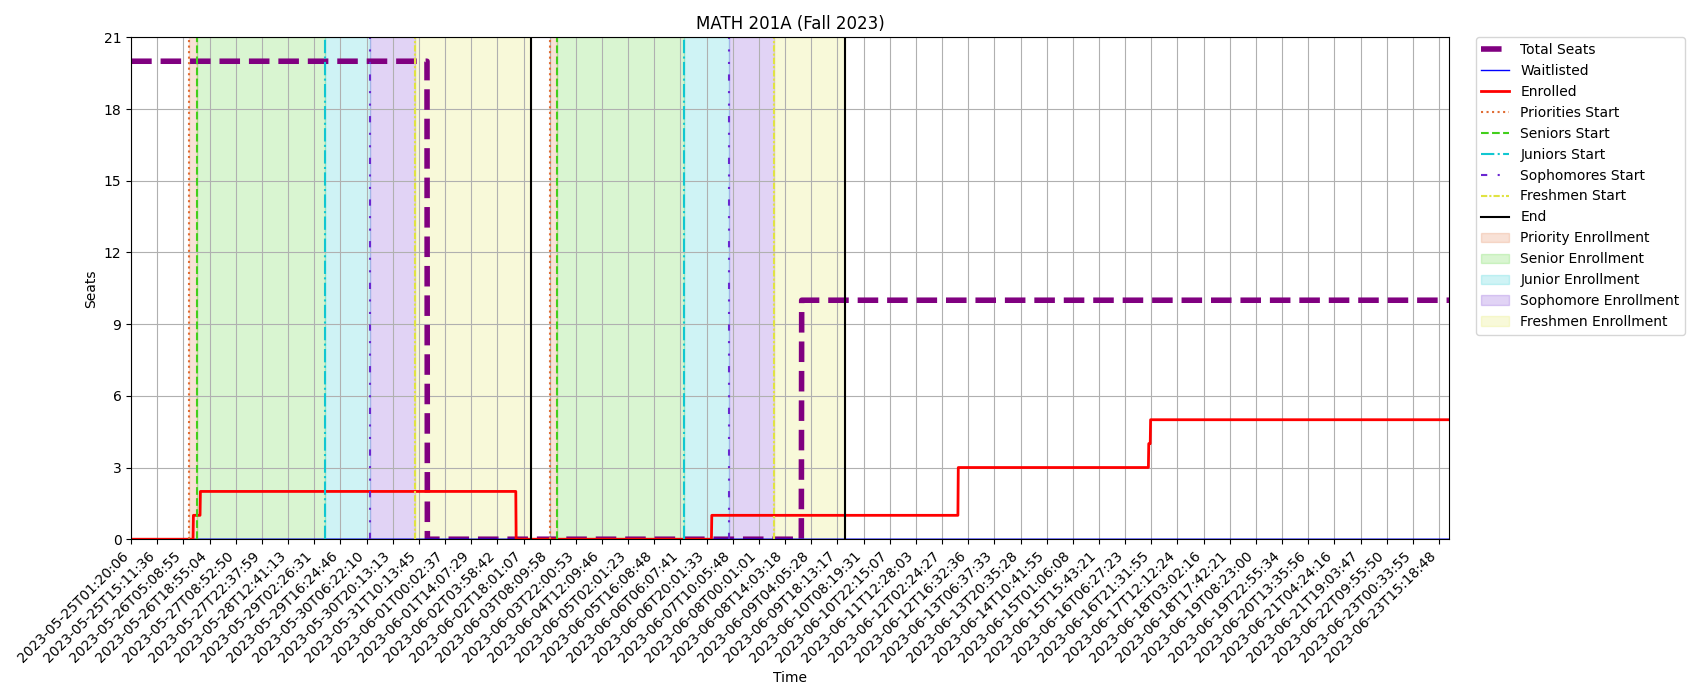 MATH 201A (Fall 2023)
21
18
15
12
9
6
3
0
Seats
2023-05-25T01:20:06
2023-05-25T15:11:36
2023-05-26T05:08:55
2023-05-26T18:55:04
2023-05-27T08:52:50
2023-05-27T22:37:59
2023-05-28T12:41:13
2023-05-29T02:26:31
2023-05-29T16:24:46
2023-05-30T06:22:10
2023-05-30T20:13:13
2023-05-31T10:13:45
2023-06-01T00:02:37
2023-06-01T14:07:29
2023-06-02T03:58:42
2023-06-02T18:01:07
2023-06-03T08:09:58
2023-06-03T22:00:53
2023-06-04T12:09:46
2023-06-05T02:01:23
2023-06-05T16:08:48
2023-06-06T06:07:41
2023-06-06T20:01:33
2023-06-07T10:05:48
2023-06-08T00:01:01
2023-06-08T14:03:18
2023-06-09T04:05:28
2023-06-09T18:13:17
2023-06-10T08:19:31
2023-06-10T22:15:07
2023-06-11T12:28:03
2023-06-12T02:24:27
2023-06-12T16:32:36
2023-06-13T06:37:33
2023-06-13T20:35:28
2023-06-14T10:41:55
2023-06-15T01:06:08
2023-06-15T15:43:21
2023-06-16T06:27:23
2023-06-16T21:31:55
2023-06-17T12:12:24
2023-06-18T03:02:16
2023-06-18T17:42:21
2023-06-19T08:23:00
2023-06-19T22:55:34
2023-06-20T13:35:56
2023-06-21T04:24:16
2023-06-21T19:03:47
2023-06-22T09:55:50
2023-06-23T00:33:55
2023-06-23T15:18:48
Time
Total Seats
Waitlisted
Enrolled
Priorities Start
Seniors Start
Juniors Start
Sophomores Start
Freshmen Start
End
Priority Enrollment
Senior Enrollment
Junior Enrollment
Sophomore Enrollment
Freshmen Enrollment